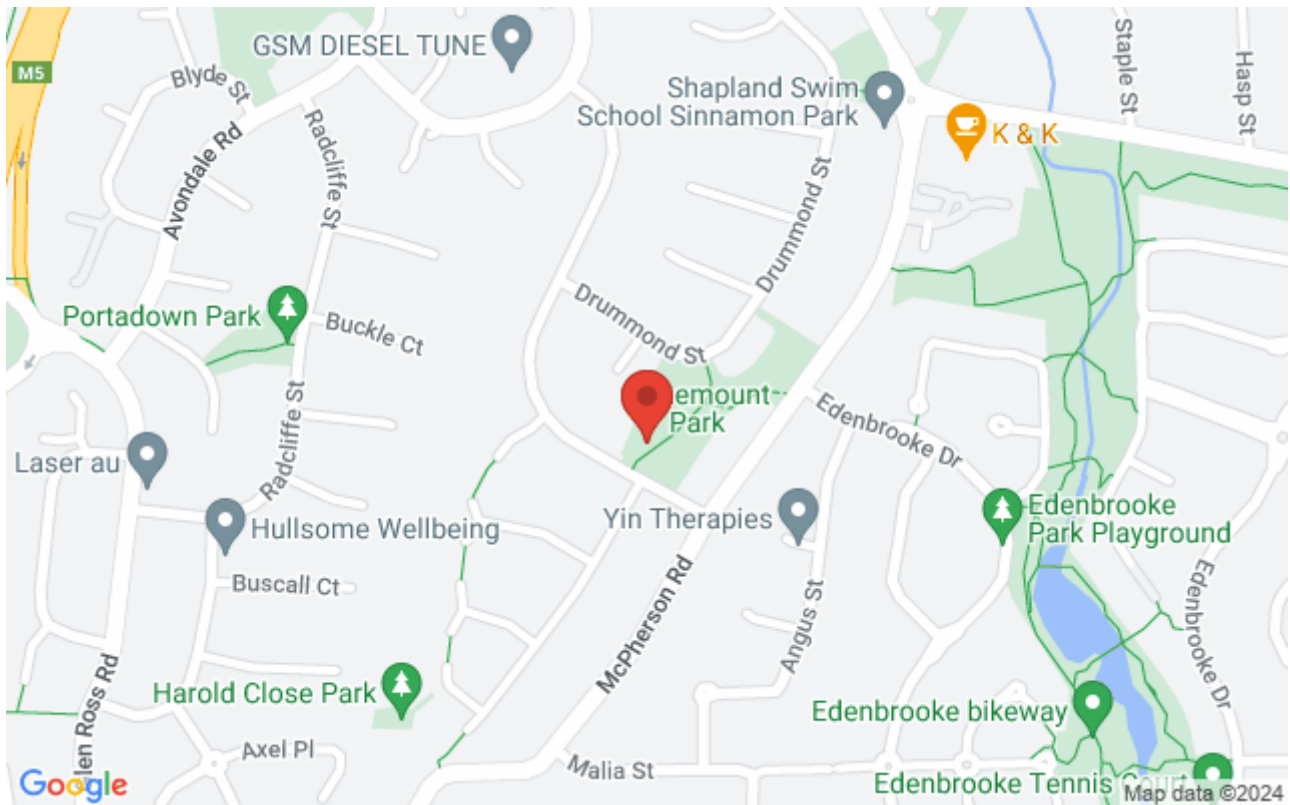 M5
GSM DIESEL TUNE
Blyde St
Avondale Rd
Radcliffe St
Shapland Swim
School Sinnamon Park
K & K
Staple St
Hasp St
Drummond St
Drummond St
Portadown Park
Buckle Ct
Radcliffe St
emount
Park
Edenbrooke Dr
Laser au
Hullsome Wellbeing
Yin Therapies
Edenbrooke
Park Playground
Buscall Ct
McPherson Rd
Angus St
Edenbrooke Dr
Harold Close Park
len Ross Rd
Edenbrooke bikeway
Axel Pl
Malia St
Edenbrooke Tennis Court
Google
Map data ©2024